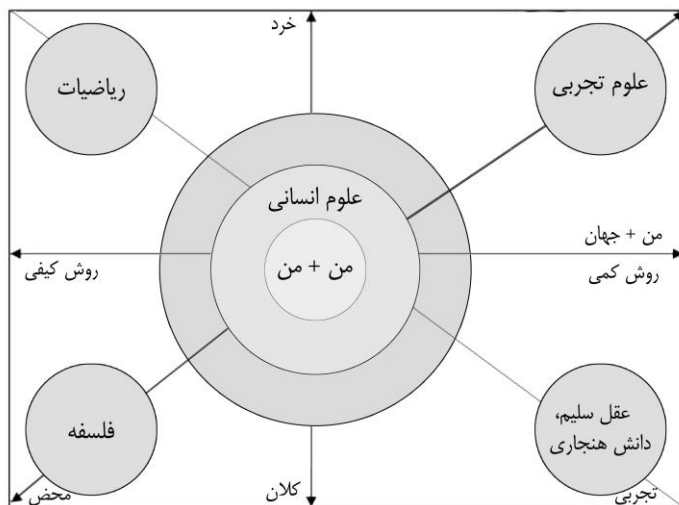 خرد
علوم تجربی
ریاضیات
علوم انسانی
من + جهان
من + من
روش کمی
روش کیفی
عقل سلیم،
دانش هنجاری
فلسفه
تجربی
کلان
محض